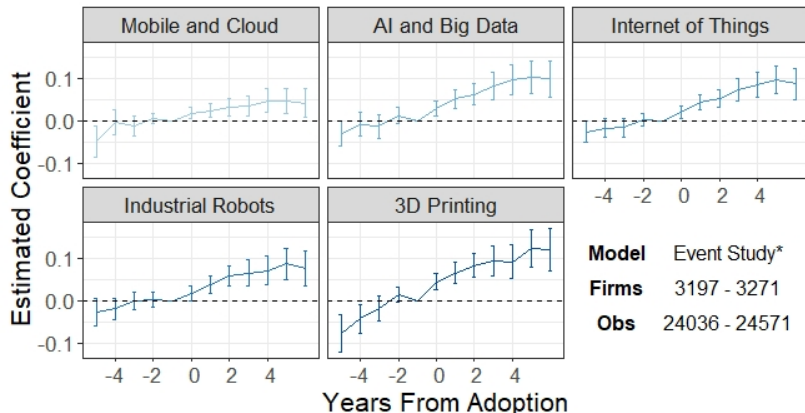 Mobile and Cloud
AI and Big Data
Internet of Things
0.1
0.0
-0.1
-4 -2 0 2 4
Industrial Robots
3D Printing
0.1
0.0
-0.1
-4 -2 0 2 4
-4 -2 0 2 4
Estimated Coefficient
Years From Adoption
Model Event Study*
Firms 3197 - 3271
Obs 24036 - 24571